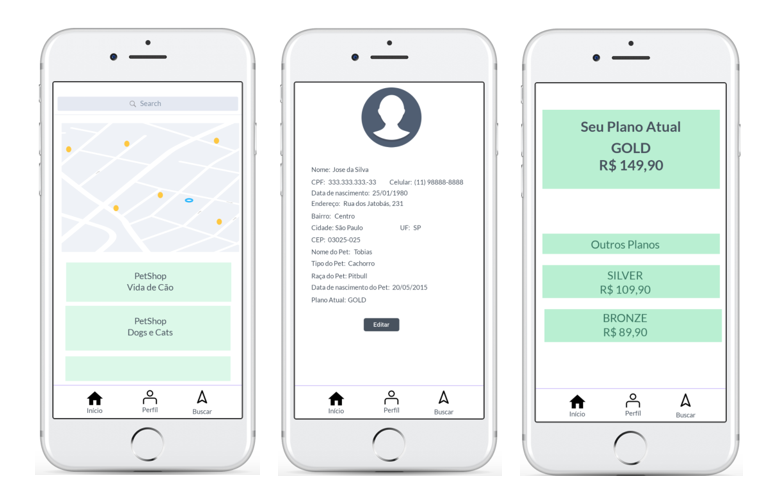 Search
PetShop
Vida de Cão
PetShop
Dogs e Cats
Início
Perfil
Buscar
Nome: Jose da Silva
CPF: 333.333.333.-33 Celular: (11) 98888-8888
Data de nascimento: 25/01/1980
Endereço: Rua dos Jatobás, 231
Bairro: Centro
Cidade: São Paulo UF: SP
CEP: 03025-025
Nome do Pet: Tobias
Tipo do Pet: Cachorro
Raça do Pet: Pitbull
Data de nascimento do Pet: 20/05/2015
Plano Atual: GOLD
Editar
Início
Perfil
Buscar
Seu Plano Atual
GOLD
R$ 149,90
Outros Planos
SILVER
R$ 109,90
BRONZE
R$ 89,90
Início
Perfil
Buscar